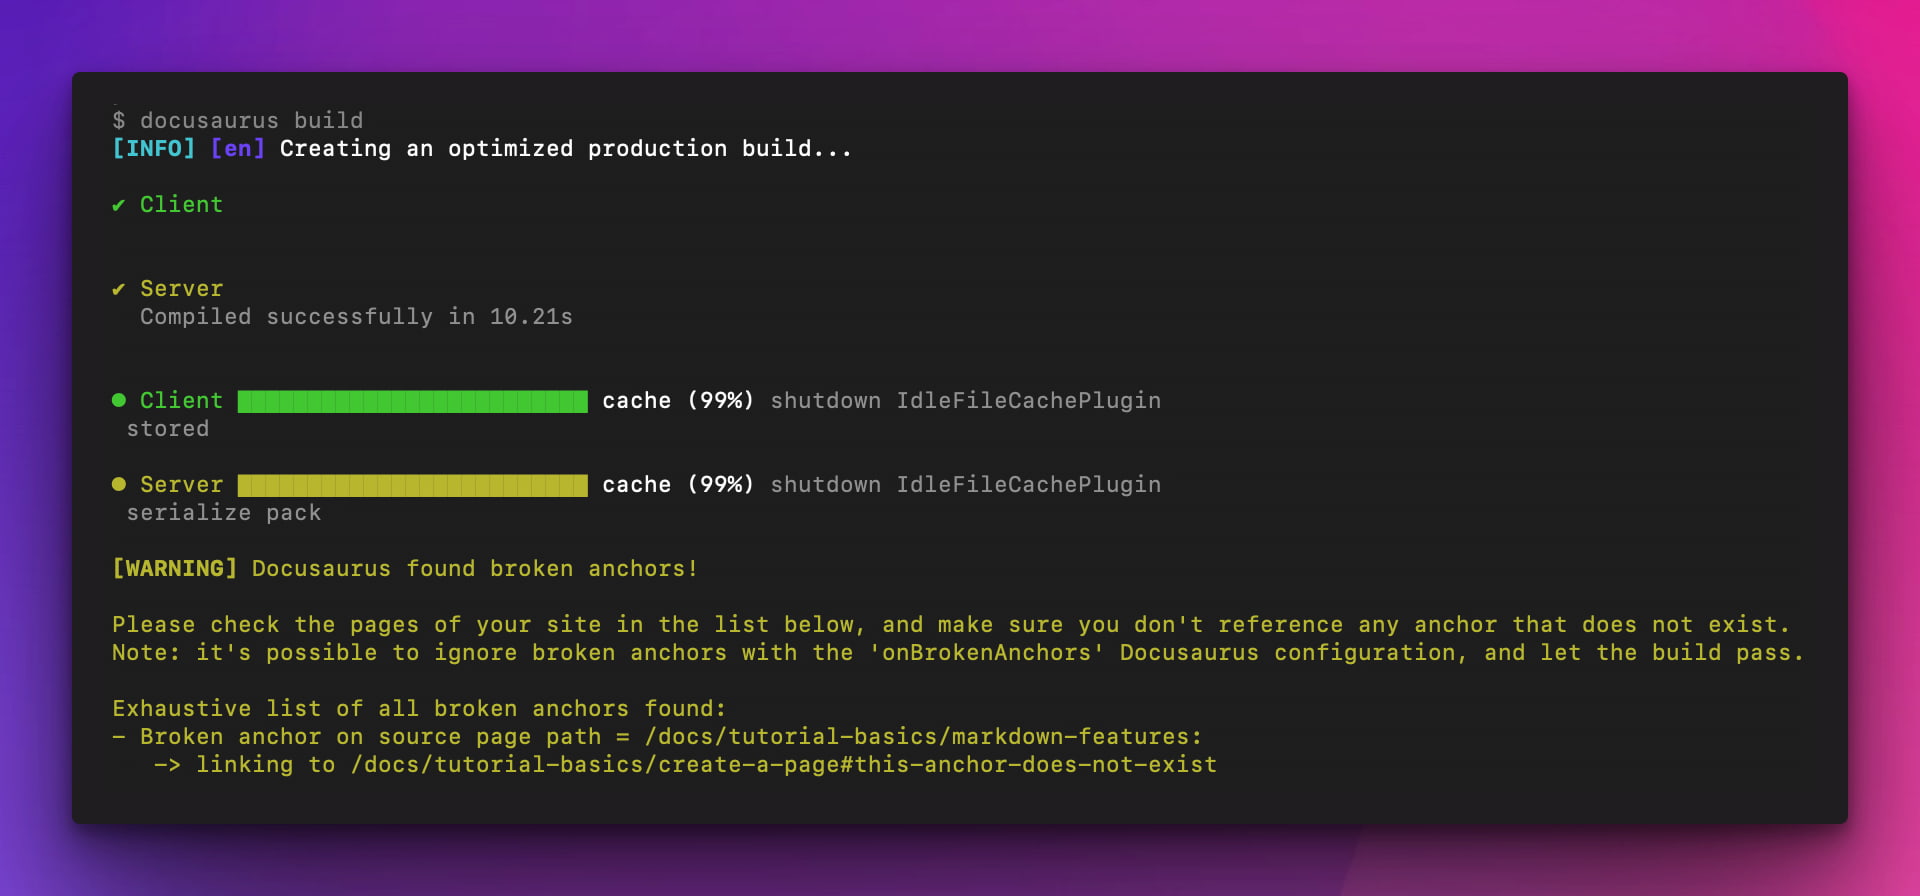 $ docusaurus build
[INFO] [en] Creating an optimized production build...
✔ Client
✔ Server
Compiled successfully in 10.21s
● Client cache (99%) shutdown IdleFileCachePlugin
stored
● Server cache (99%) shutdown IdleFileCachePlugin
serialize pack
[WARNING] Docusaurus found broken anchors!
Please check the pages of your site in the list below, and make sure you don't reference any anchor that does not exist.
Note: it's possible to ignore broken anchors with the 'onBrokenAnchors' Docusaurus configuration, and let the build pass.
Exhaustive list of all broken anchors found:
- Broken anchor on source page path = /docs/tutorial-basics/markdown-features:
-> linking to /docs/tutorial-basics/create-a-page#this-anchor-does-not-exist